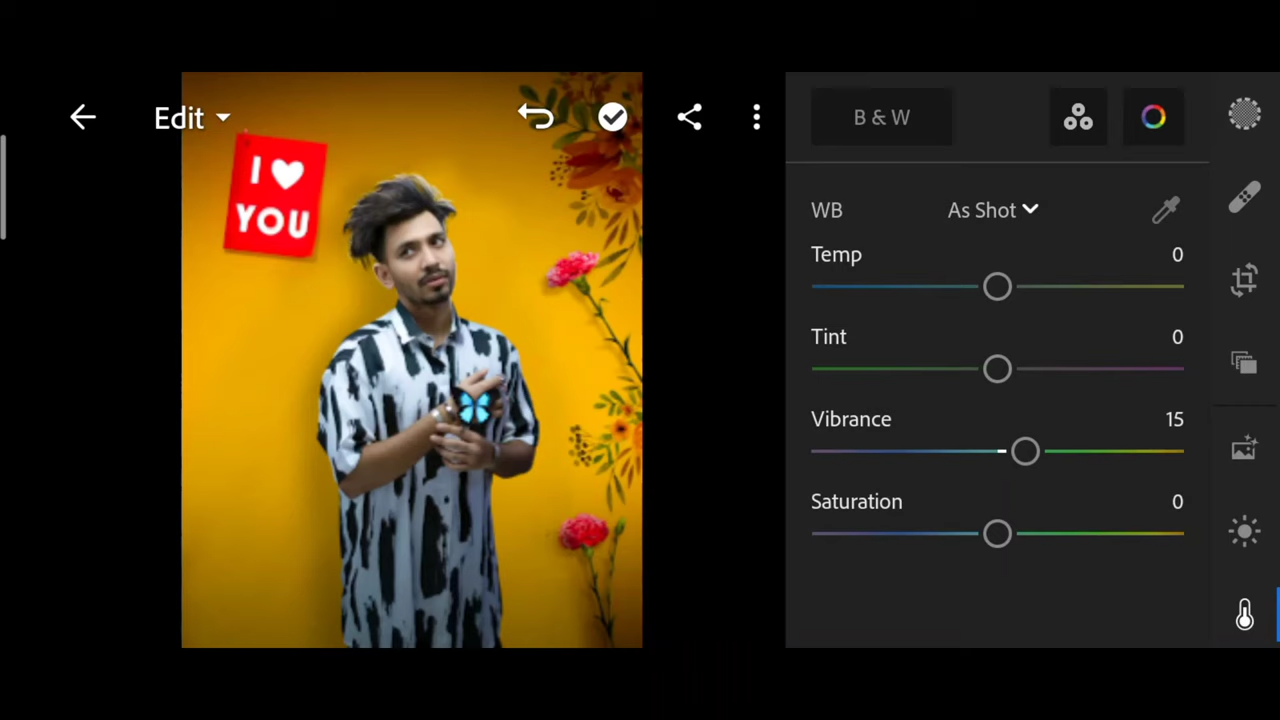 Edit
B & W
I
YOU
WB As Shot
Temp 0
Tint 0
Vibrance 15
Saturation 0